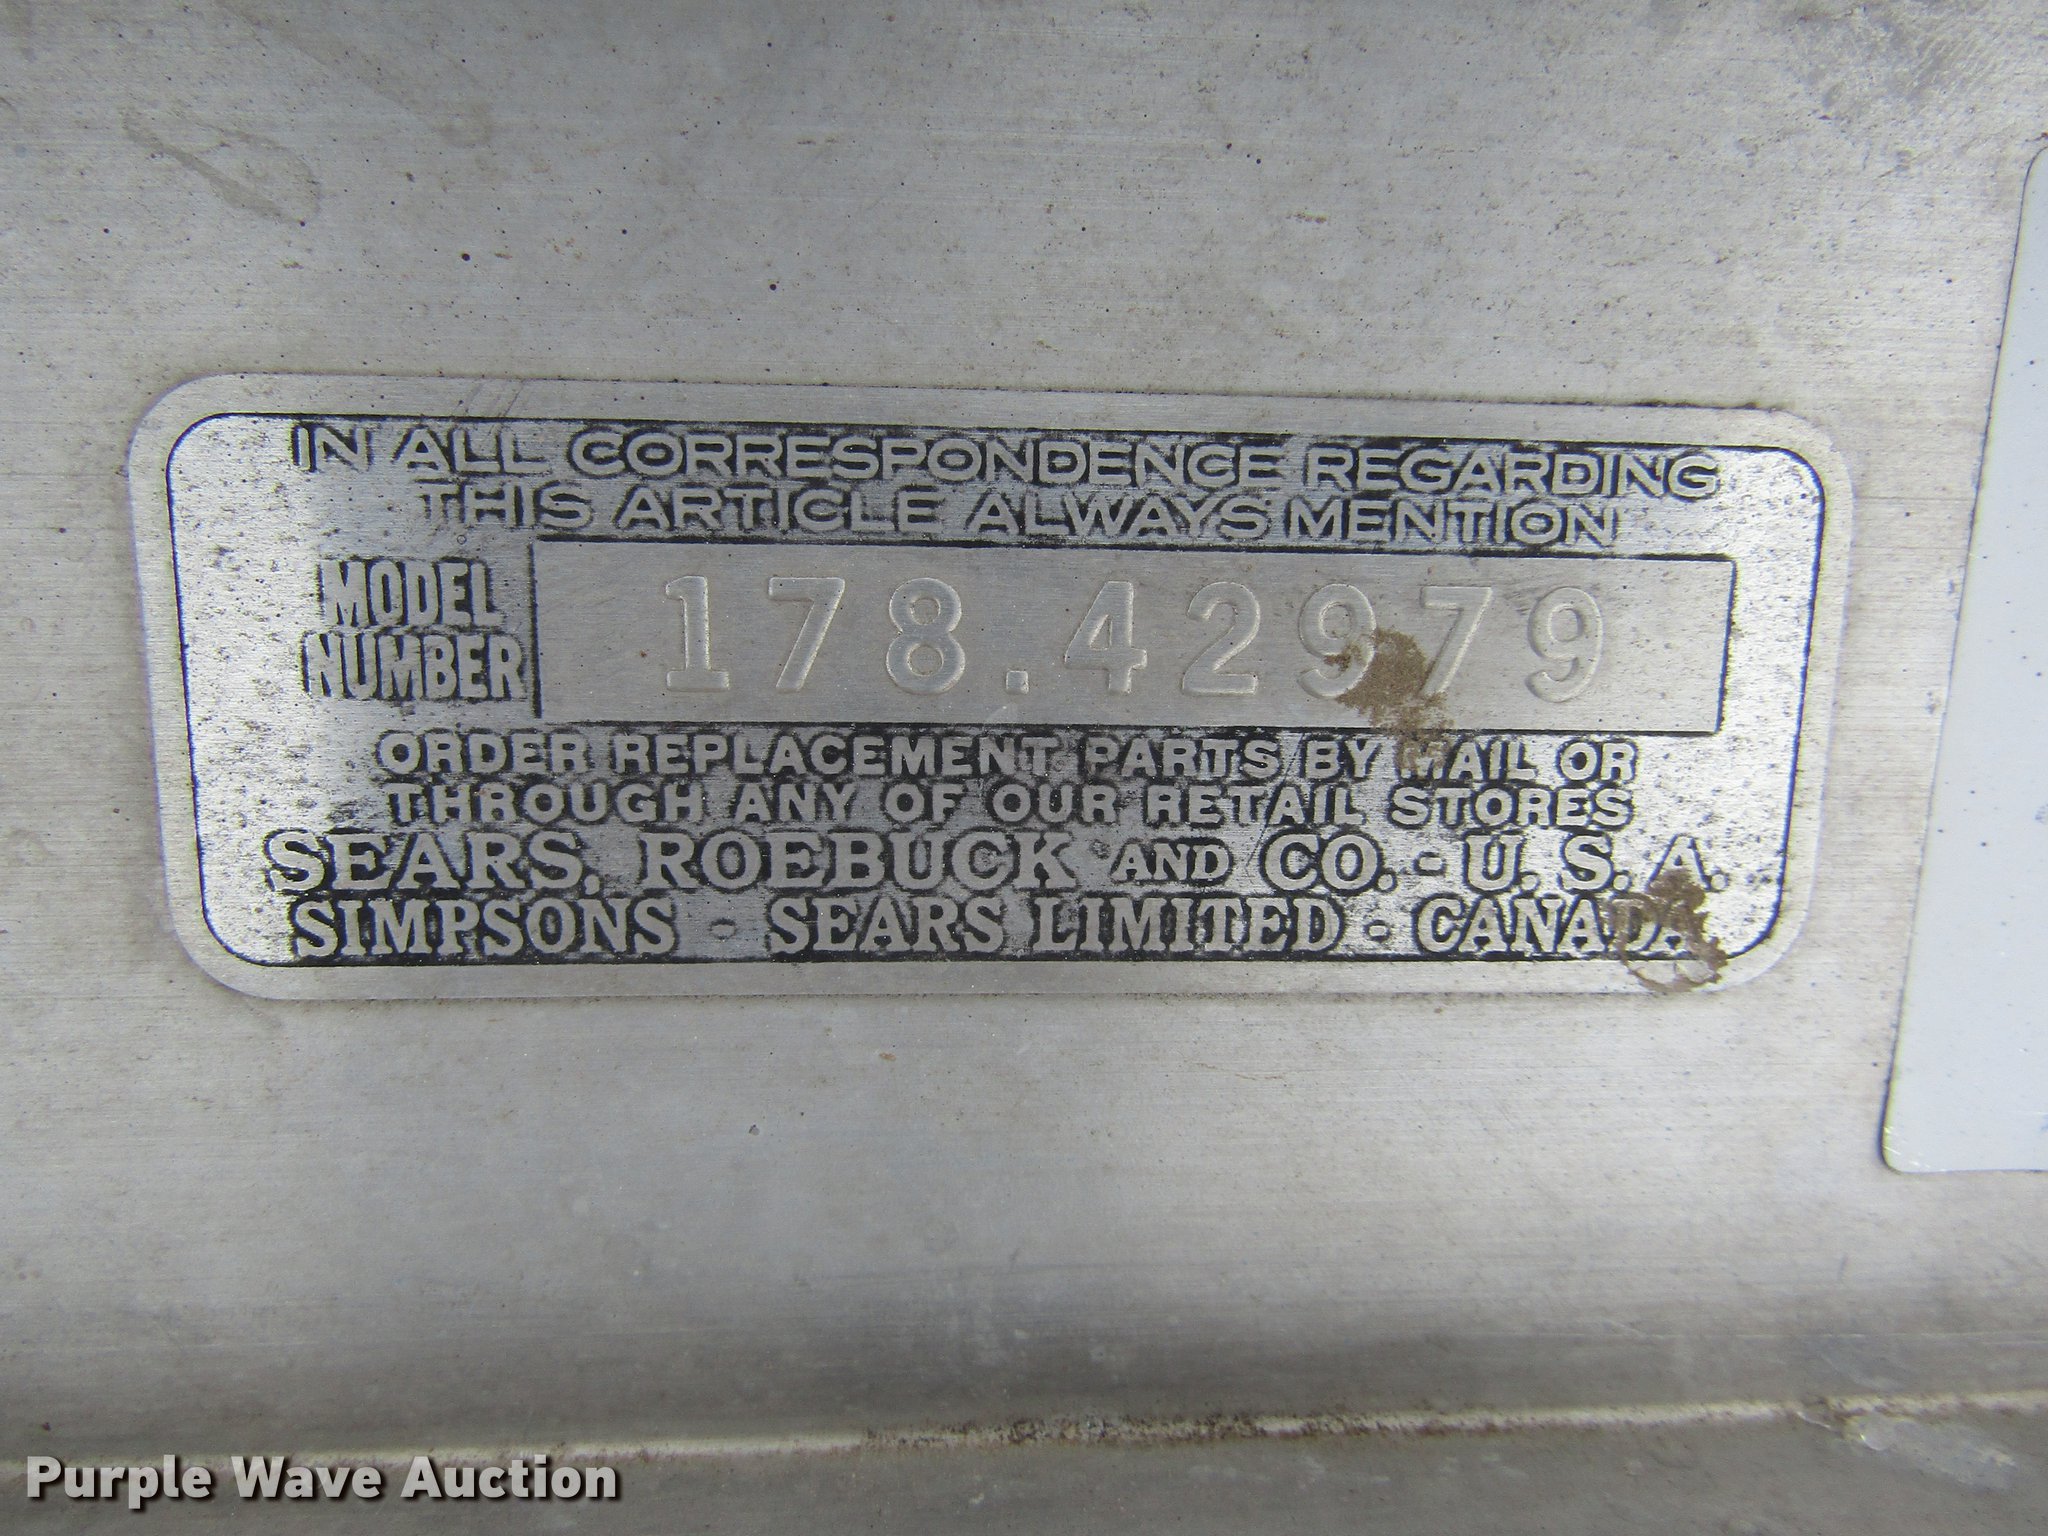 IN ALL CORRESPONDENCE REGARDING
THIS ARTICLE ALWAYS MENTION
MODEL
NUMBER
178.42979
ORDER REPLACEMENT PARTS BY MAIL OR
THROUGH ANY OF OUR RETAIL STORES
SEARS, ROEBUCK AND CO. - U. S. A.
SIMPSONS - SEARS LIMITED - CANADA
Purple Wave Auction